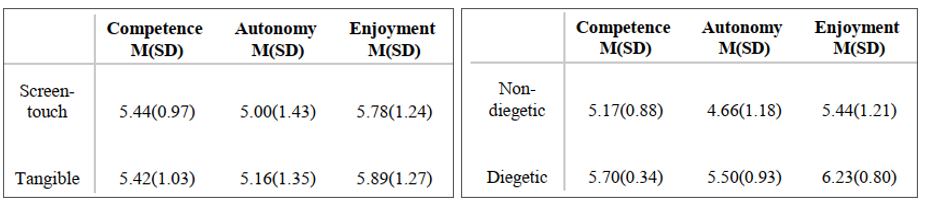 Competence Autonomy Enjoyment
M(SD) M(SD) M(SD)
Screen-
touch 5.44(0.97) 5.00(1.43) 5.78(1.24)
Tangible 5.42(1.03) 5.16(1.35) 5.89(1.27)
Competence Autonomy Enjoyment
M(SD) M(SD) M(SD)
Non-
diegetic 5.17(0.88) 4.66(1.18) 5.44(1.21)
Diegetic 5.70(0.34) 5.50(0.93) 6.23(0.80)